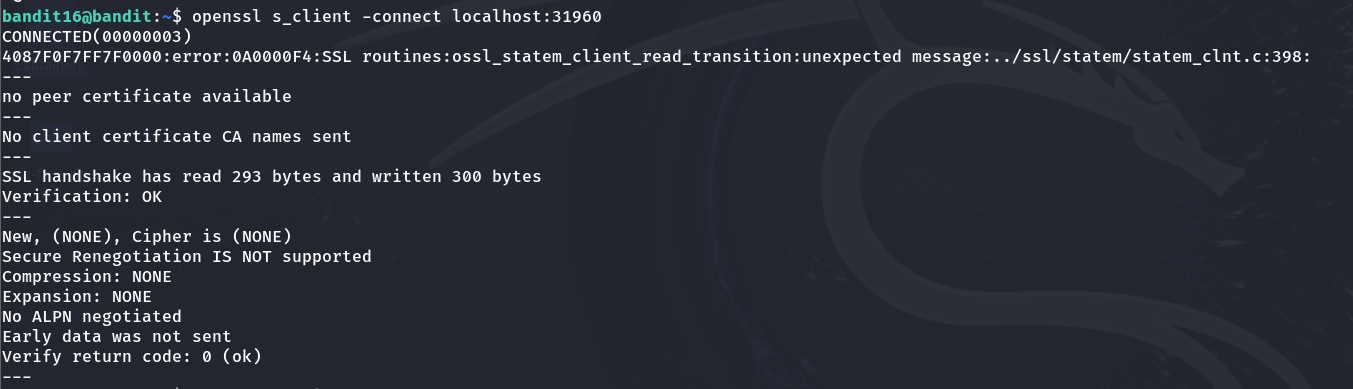 bandit16@bandit:~$ openssl s_client -connect localhost:31960
CONNECTED(00000003)
4087F0F7FF7F0000:error:0A0000F4:SSL routines:ossl_statem_client_read_transition:unexpected message:../ssl/statem/statem_clnt.c:398:
---
no peer certificate available
---
No client certificate CA names sent
---
SSL handshake has read 293 bytes and written 300 bytes
Verification: OK
---
New, (NONE), Cipher is (NONE)
Secure Renegotiation IS NOT supported
Compression: NONE
Expansion: NONE
No ALPN negotiated
Early data was not sent
Verify return code: 0 (ok)
---